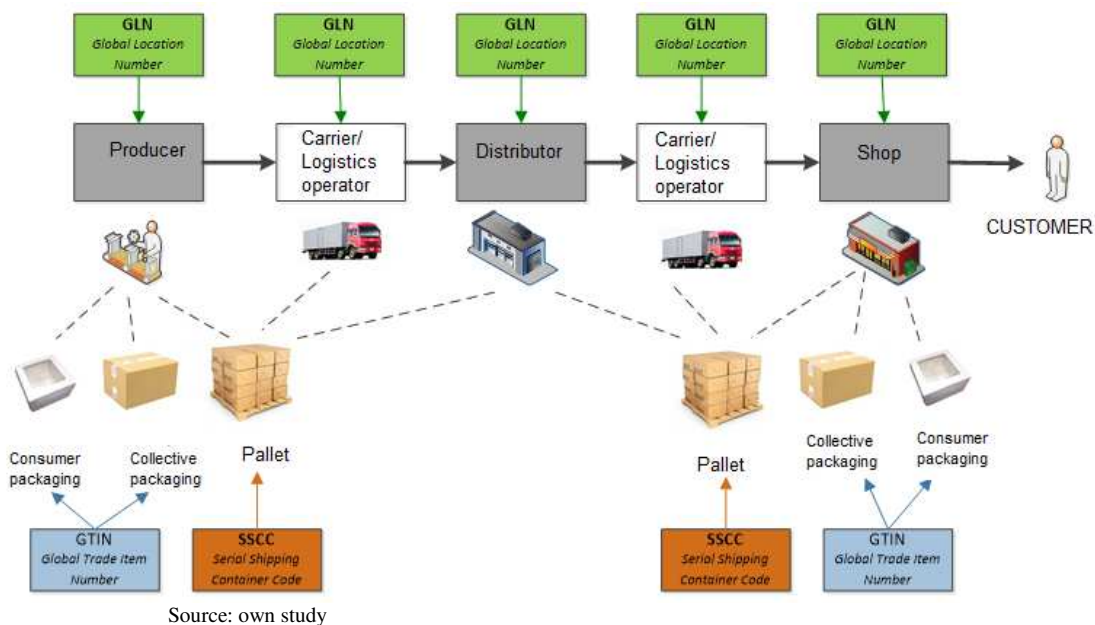 GLN
Global Location
Number
GLN
Global Location
Number
GLN
Global Location
Number
GLN
Global Location
Number
GLN
Global Location
Number
Producer
Carrier/
Logistics
operator
Distributor
Carrier/
Logistics
operator
Shop
CUSTOMER
Consumer
packaging
Collective
packaging
Pallet
Pallet
Collective
packaging
Consumer
packaging
GTIN
Global Trade Item
Number
SSCC
Serial Shipping
Container Code
SSCC
Serial Shipping
Container Code
GTIN
Global Trade Item
Number
Source: own study